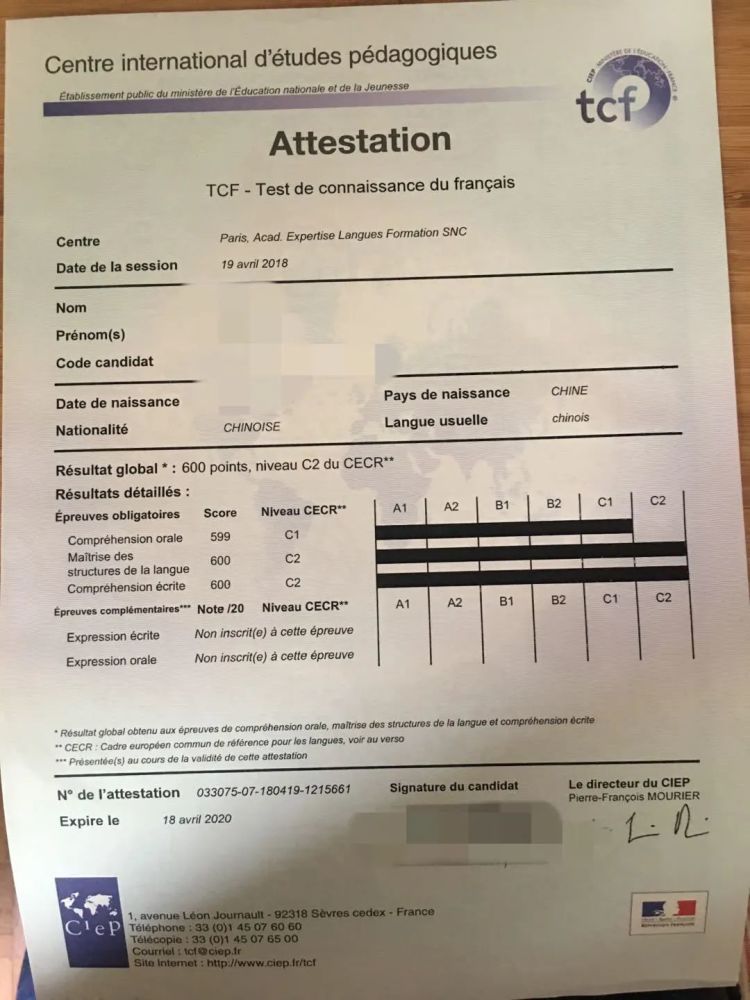 Centre international d'études pédagogiques
Établissement public du ministère de l'Éducation nationale et de la Jeunesse
tcf
Attestation
TCF - Test de connaissance du français
Centre Paris, Acad. Expertise Langues Formation SNC
Date de la session 19 avril 2018
Nom
Prénom(s)
Code candidat
Date de naissance Pays de naissance CHINE
Nationalité CHINOISE Langue usuelle chinois
Résultat global * : 600 points, niveau C2 du CECR**
Résultats détaillés :
Épreuves obligatoires Score Niveau CECR** A1 A2 B1 B2 C1 C2
Compréhension orale 599 C1
Maîtrise des
structures de la langue 600 C2
Compréhension écrite 600 C2
Épreuves complémentaires*** Note /20 Niveau CECR** A1 A2 B1 B2 C1 C2
Expression écrite Non inscrit(e) à cette épreuve
Expression orale Non inscrit(e) à cette épreuve
* Résultat global obtenu aux épreuves de compréhension orale, maîtrise des structures de la langue et compréhension écrite
** CECR : Cadre européen commun de référence pour les langues, voir au verso
*** Présentée(s) au cours de la validité de cette attestation
N° de l'attestation 033075-07-180419-1215661 Signature du candidat Le directeur du CIEP
Pierre-François MOURIER
Expire le 18 avril 2020
CIEP
1, avenue Léon Journault - 92318 Sèvres cedex - France
Téléphone : 33 (0)1 45 07 60 60
Télécopie : 33 (0)1 45 07 65 00
Courriel : tcf@ciep.fr
Site Internet : http://www.ciep.fr/tcf
RÉPUBLIQUE FRANÇAISE